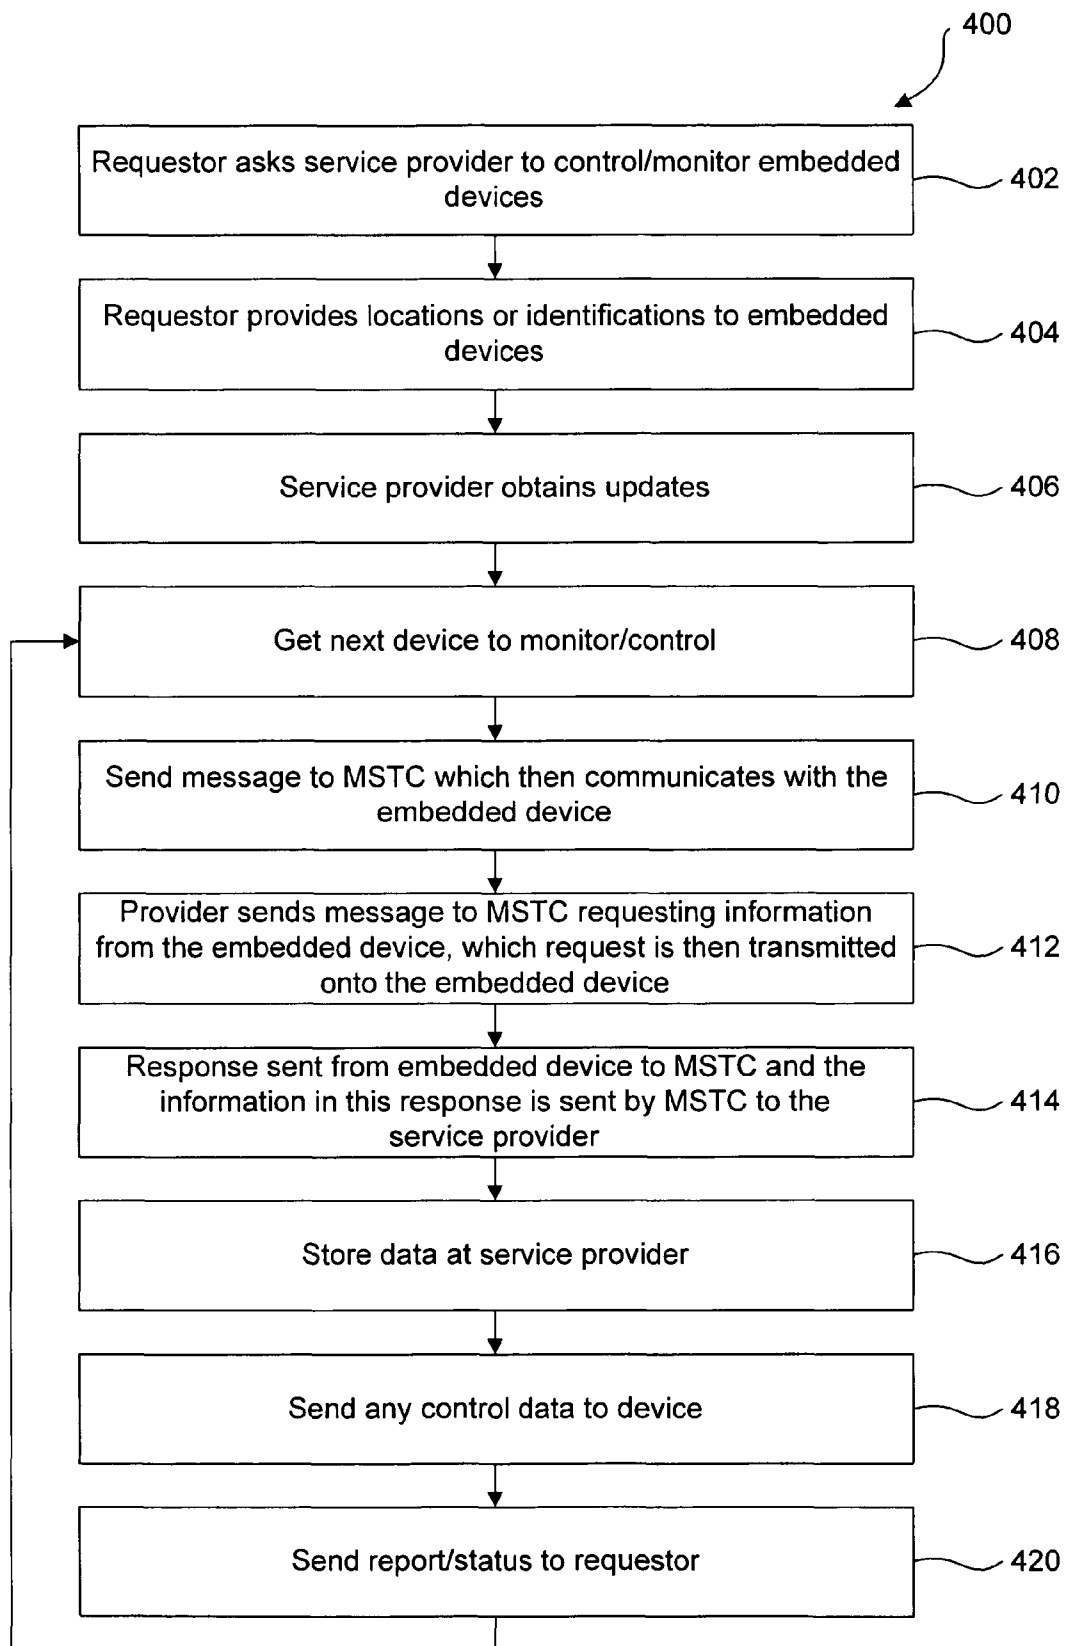 400
Requestor asks service provider to control/monitor embedded
devices
402
Requestor provides locations or identifications to embedded
devices
404
Service provider obtains updates
406
Get next device to monitor/control
408
Send message to MSTC which then communicates with the
embedded device
410
Provider sends message to MSTC requesting information
from the embedded device, which request is then transmitted
onto the embedded device
412
Response sent from embedded device to MSTC and the
information in this response is sent by MSTC to the
service provider
414
Store data at service provider
416
Send any control data to device
418
Send report/status to requestor
420